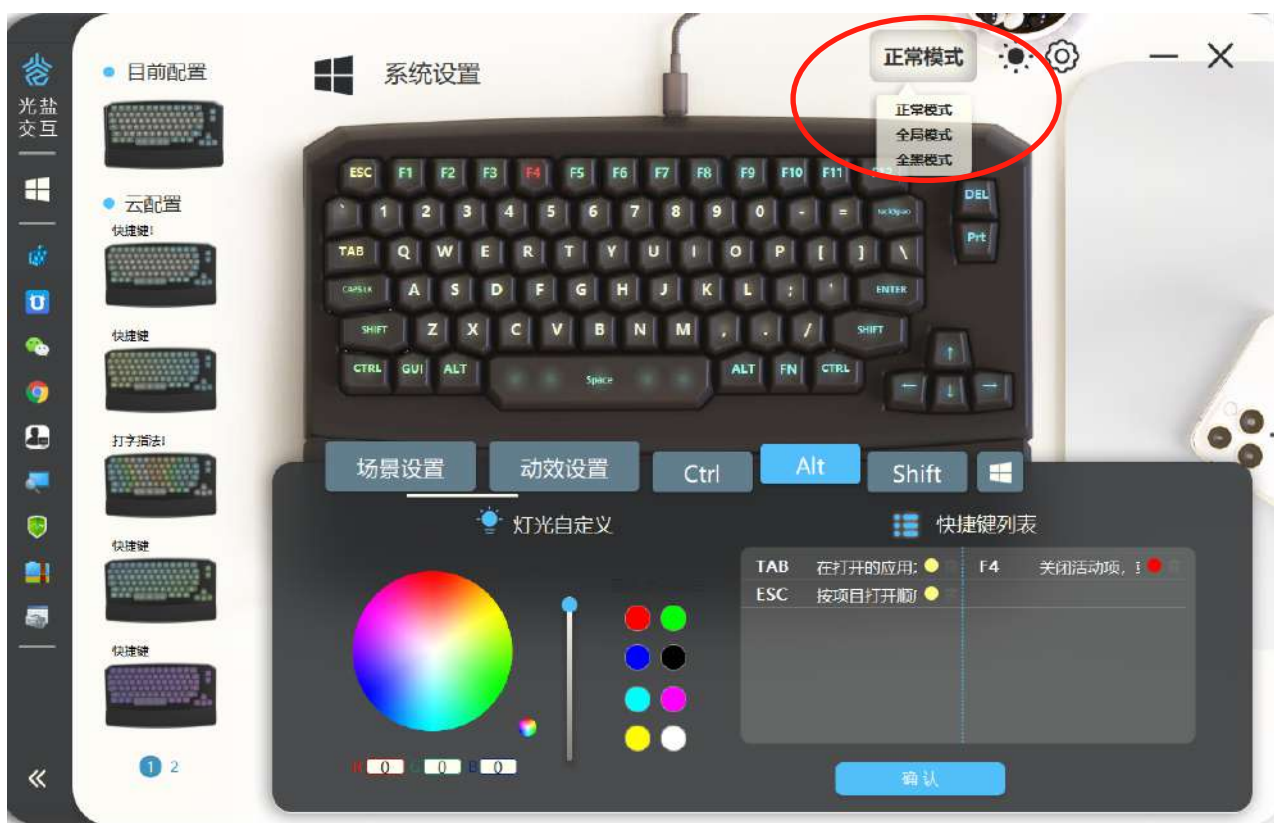 光盐
交互
目前配置
云配置
快捷键1
快捷键
打字指法1
快捷键
快捷键
1 2
系统设置
正常模式
正常模式
全局模式
全黑模式
ESC F1 F2 F3 F4 F5 F6 F7 F8 F9 F10 F11
` 1 2 3 4 5 6 7 8 9 0 - =
DEL
TAB Q W E R T Y U I O P [ ] \
Prt
A S D F G H J K L ; ' ENTER
SHIFT Z X C V B N M , . / SHIFT
CTRL GUI ALT Space ALT FN CTRL
↑
← ↓ →
场景设置 动效设置 Ctrl Alt Shift
灯光自定义
R 0 G 0 B 0
快捷键列表
TAB 在打开的应用
F4 关闭活动项,
ESC 按项目打开顺
确认